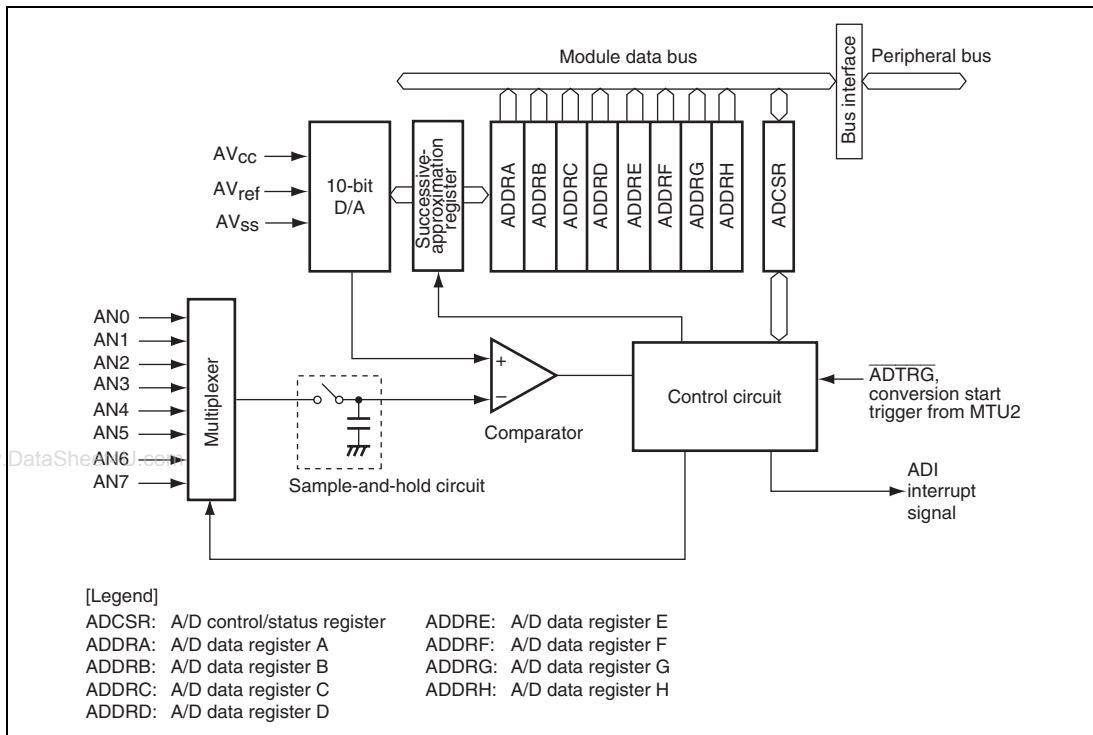 Module data bus
Peripheral bus
Bus interface
AVcc
AVref
AVss
10-bit
D/A
Successive-
approximation
register
ADDRA
ADDRB
ADDRC
ADDRD
ADDRE
ADDRF
ADDRG
ADDRH
ADCSR
AN0
AN1
AN2
AN3
AN4
AN5
AN6
AN7
Multiplexer
Sample-and-hold circuit
+
−
Comparator
Control circuit
ADTRG,
conversion start
trigger from MTU2
ADI
interrupt
signal
[Legend]
ADCSR: A/D control/status register
ADDRA: A/D data register A
ADDRB: A/D data register B
ADDRC: A/D data register C
ADDRD: A/D data register D
ADDRE: A/D data register E
ADDRF: A/D data register F
ADDRG: A/D data register G
ADDRH: A/D data register H